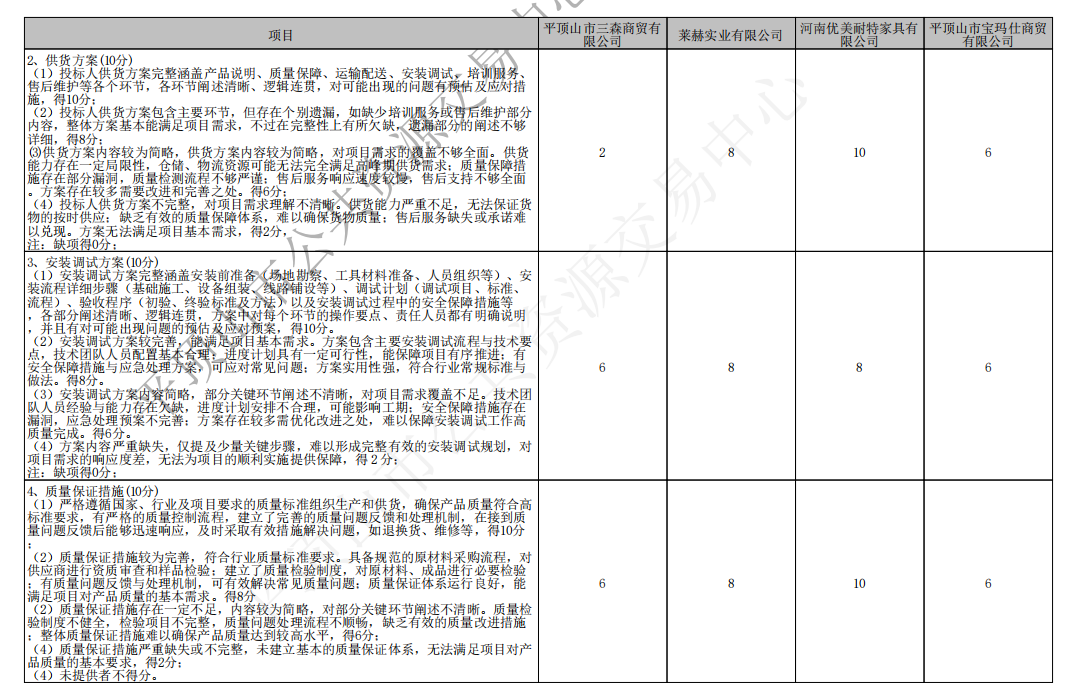 项目
平顶山市三森商贸有
限公司
莱赫实业有限公司
河南优美耐特家具有
限公司
平顶山市宝玛仕商贸
有限公司
2、供货方案(10分)
（1）投标人供货方案完整涵盖产品说明、质量保障、运输配送、安装调试、培训服务、
售后维护等各个环节，各环节阐述清晰、逻辑连贯，对可能出现的问题有预估及应对措
施，得10分；
（2）投标人供货方案包含主要环节，但存在个别遗漏，如缺少培训服务或售后维护部分
内容，整体方案基本能满足项目需求，不过在完整性上有所欠缺，遗漏部分的阐述不够
详细，得8分；
⑶供货方案内容较为简略，供货方案内容较为简略，对项目需求的覆盖不够全面。供货
能力存在一定局限性，仓储、物流资源可能无法完全满足高峰期供货需求；质量保障措
施存在部分漏洞，质量检测流程不够严谨；售后服务响应速度较慢，售后支持不够全面
。方案存在较多需要改进和完善之处。得6分；
（4）投标人供货方案不完整，对项目需求理解不清晰。供货能力严重不足，无法保证货
物的按时供应；缺乏有效的质量保障体系，难以确保货物质量；售后服务缺失或承诺难
以兑现。方案无法满足项目基本需求，得2分，
注：缺项得0分；
2
8
10
6
3、安装调试方案(10分)
（1）安装调试方案完整涵盖安装前准备（场地勘察、工具材料准备、人员组织等）、安
装流程详细步骤（基础施工、设备组装、线路铺设等）、调试计划（调试项目、标准、
流程）、验收程序（初验、终验标准及方法）以及安装调试过程中的安全保障措施等
，各部分阐述清晰、逻辑连贯，方案中对每个环节的操作要点、责任人员都有明确说明
，并且有对可能出现问题的预估及应对预案，得10分。
（2）安装调试方案较完善，能满足项目基本需求。方案包含主要安装调试流程与技术要
点，技术团队人员配置基本合理；进度计划具有一定可行性，能保障项目有序推进；有
安全保障措施与应急处理方案，可应对常见问题；方案实用性强，符合行业常规标准与
做法。得8分。
（3）安装调试方案内容简略，部分关键环节阐述不清晰，对项目需求覆盖不足。技术团
队人员经验与能力存在欠缺，进度计划安排不合理，可能影响工期；安全保障措施存在
漏洞，应急处理预案不完善；方案存在较多需优化改进之处，难以保障安装调试工作高
质量完成。得6分。
（4）方案内容严重缺失，仅提及少量关键步骤，难以形成完整有效的安装调试规划，对
项目需求的响应度差，无法为项目的顺利实施提供保障，得２分；
注：缺项得0分；
6
8
8
6
4、质量保证措施(10分)
（1）严格遵循国家、行业及项目要求的质量标准组织生产和供货，确保产品质量符合高
标准要求，有严格的质量控制流程，建立了完善的质量问题反馈和处理机制，在接到质
量问题反馈后能够迅速响应，及时采取有效措施解决问题，如退换货、维修等，得10分
；
（2）质量保证措施较为完善，符合行业质量标准要求。具备规范的原材料采购流程，对
供应商进行资质审查和样品检验；建立了质量检验制度，对原材料、成品进行必要检验
；有质量问题反馈与处理机制，可有效解决常见质量问题；质量保证体系运行良好，能
满足项目对产品质量的基本需求。得8分
（2）质量保证措施存在一定不足，内容较为简略，对部分关键环节阐述不清晰。质量检
验制度不健全，检验项目不完整，质量问题处理流程不顺畅，缺乏有效的质量改进措施
；整体质量保证措施难以确保产品质量达到较高水平，得6分；
（4）质量保证措施严重缺失或不完整，未建立基本的质量保证体系，无法满足项目对产
品质量的基本要求，得2分；
（4）未提供者不得分。
6
8
10
6
平顶山市公共资源交易中心
平顶山市公共资源交易中心